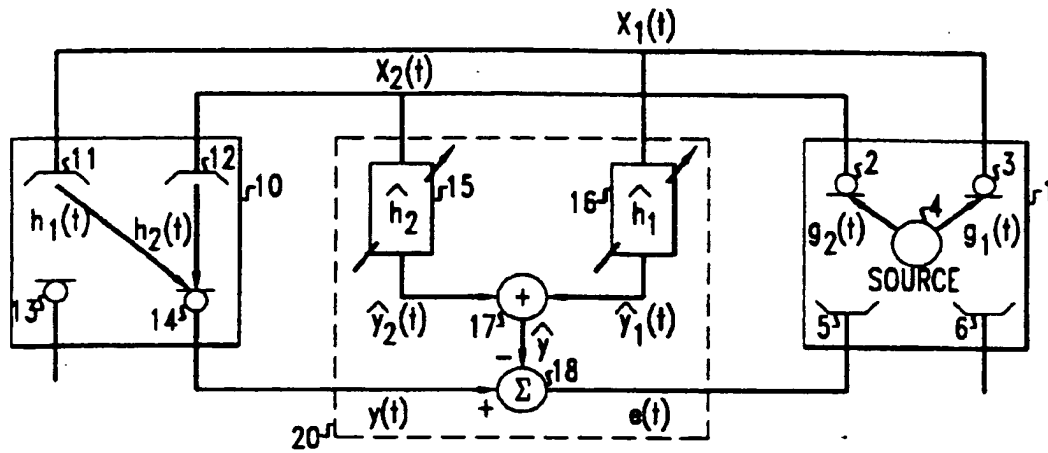 X₁(t)
X₂(t)
11
12
10
15
16
2
3
1
4
h₁(t)
h₂(t)
ĥ₂
ĥ₁
g₂(t)
g₁(t)
SOURCE
13
14
ŷ₂(t)
17
+
ŷ₁(t)
5
6
ŷ
−
18
Σ
+
y(t)
e(t)
20